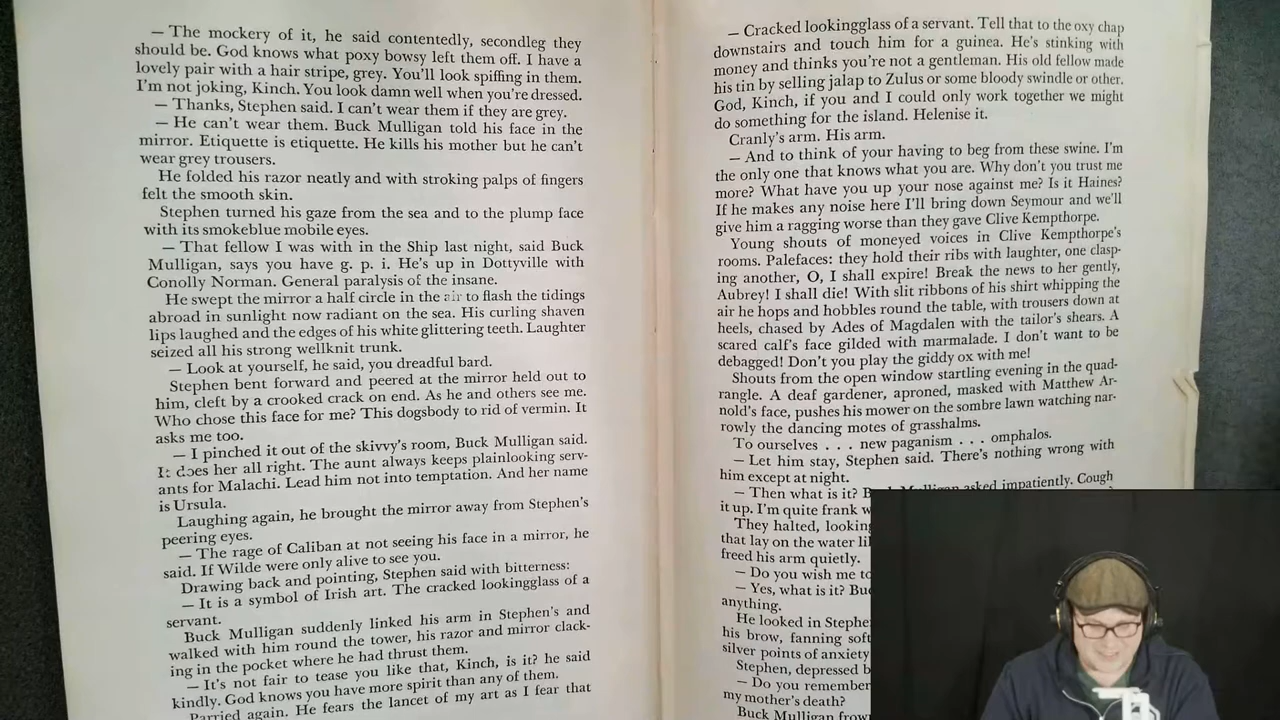 — The mockery of it, he said contentedly, secondleg they
should be. God knows what poxy bowsy left them off. I have a
lovely pair with a hair stripe, grey. You'll look spiffing in them.
I'm not joking, Kinch. You look damn well when you're dressed.
— Thanks, Stephen said. I can't wear them if they are grey.
— He can't wear them. Buck Mulligan told his face in the
mirror. Etiquette is etiquette. He kills his mother but he can't
wear grey trousers.
He folded his razor neatly and with stroking palps of fingers
felt the smooth skin.
Stephen turned his gaze from the sea and to the plump face
with its smokeblue mobile eyes.
— That fellow I was with in the Ship last night, said Buck
Mulligan, says you have g. p. i. He's up in Dottyville with
Conolly Norman. General paralysis of the insane.
He swept the mirror a half circle in the air to flash the tidings
abroad in sunlight now radiant on the sea. His curling shaven
lips laughed and the edges of his white glittering teeth. Laughter
seized all his strong wellknit trunk.
— Look at yourself, he said, you dreadful bard.
Stephen bent forward and peered at the mirror held out to
him, cleft by a crooked crack on end. As he and others see me.
Who chose this face for me? This dogsbody to rid of vermin. It
asks me too.
— I pinched it out of the skivvy's room, Buck Mulligan said.
It does her all right. The aunt always keeps plainlooking serv-
ants for Malachi. Lead him not into temptation. And her name
is Ursula.
Laughing again, he brought the mirror away from Stephen's
peering eyes.
— The rage of Caliban at not seeing his face in a mirror, he
said. If Wilde were only alive to see you.
Drawing back and pointing, Stephen said with bitterness:
— It is a symbol of Irish art. The cracked lookingglass of a
servant.
Buck Mulligan suddenly linked his arm in Stephen's and
walked with him round the tower, his razor and mirror clack-
ing in the pocket where he had thrust them.
— It's not fair to tease you like that, Kinch, is it? he said
kindly. God knows you have more spirit than any of them.
Parried again. He fears the lancet of my art as I fear that
— Cracked lookingglass of a servant. Tell that to the oxy chap
downstairs and touch him for a guinea. He's stinking with
money and thinks you're not a gentleman. His old fellow made
his tin by selling jalap to Zulus or some bloody swindle or other.
God, Kinch, if you and I could only work together we might
do something for the island. Helenise it.
Cranly's arm. His arm.
— And to think of your having to beg from these swine. I'm
the only one that knows what you are. Why don't you trust me
more? What have you up your nose against me? Is it Haines?
If he makes any noise here I'll bring down Seymour and we'll
give him a ragging worse than they gave Clive Kempthorpe.
Young shouts of moneyed voices in Clive Kempthorpe's
rooms. Palefaces: they hold their ribs with laughter, one clasp-
ing another, O, I shall expire! Break the news to her gently,
Aubrey! I shall die! With slit ribbons of his shirt whipping the
air he hops and hobbles round the table, with trousers down at
heels, chased by Ades of Magdalen with the tailor's shears. A
scared calf's face gilded with marmalade. I don't want to be
debagged! Don't you play the giddy ox with me!
Shouts from the open window startling evening in the quad-
rangle. A deaf gardener, aproned, masked with Matthew Ar-
nold's face, pushes his mower on the sombre lawn watching nar-
rowly the dancing motes of grasshalms.
To ourselves . . . new paganism . . . omphalos.
— Let him stay, Stephen said. There's nothing wrong with
him except at night.
— Then what is it? Mulligan asked impatiently. Cough
it up. I'm quite frank
They halted, looking
that lay on the water
freed his arm quietly.
— Do you wish me to
— Yes, what is it?
anything.
He looked in
his brow, fanning
silver points of anxiety
Stephen, depressed
— Do you remember
my mother's death?
Buck Mulligan